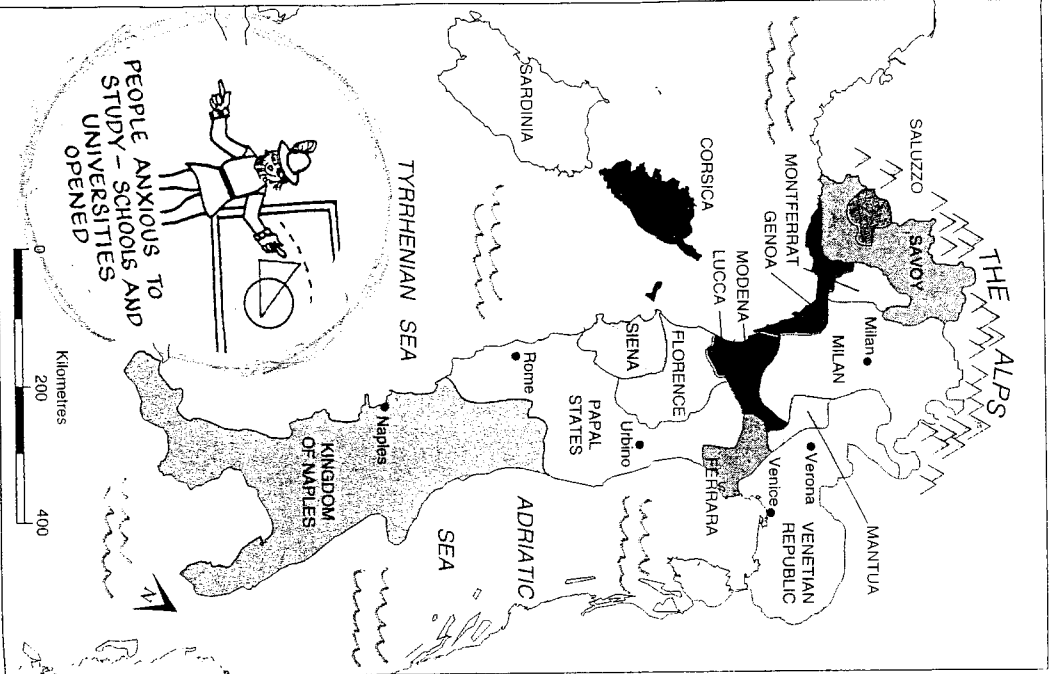 THE ALPS
SAVOY
SALUZZO
MONTFERRAT
GENOA
MODENA
LUCCA
CORSICA
SARDINIA
Milan
MILAN
MANTUA
Verona
VENETIAN
REPUBLIC
Venice
FERRARA
FLORENCE
SIENA
Urbino
PAPAL
STATES
Rome
ADRIATIC
SEA
TYRRHENIAN SEA
Naples
KINGDOM
OF NAPLES
PEOPLE ANXIOUS TO
STUDY – SCHOOLS AND
UNIVERSITIES
OPENED
0 200 400
Kilometres
N